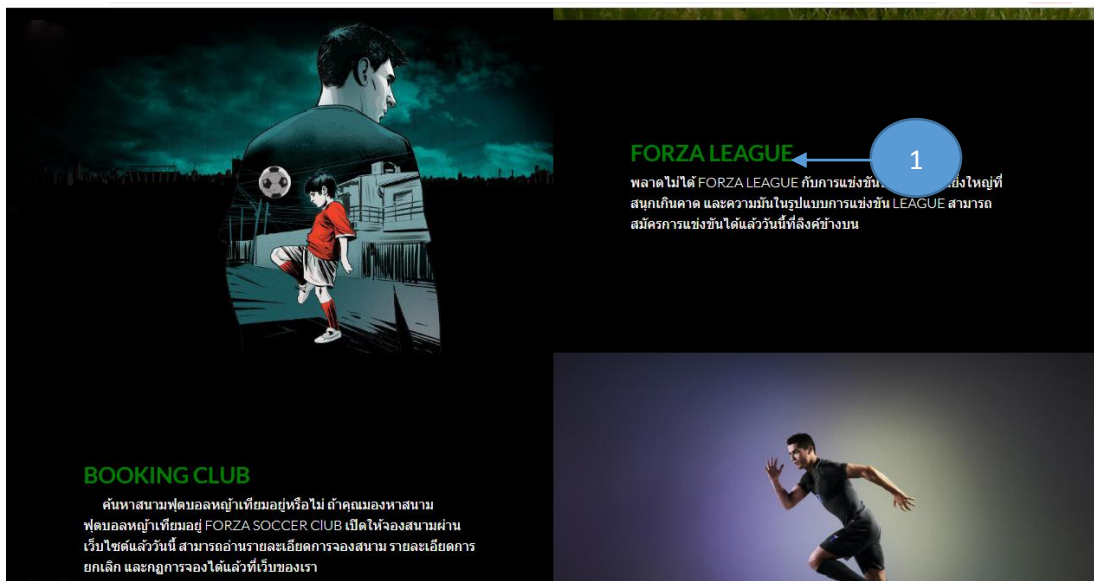 FORZA LEAGUE
1
พลาดไม่ได้ FORZA LEAGUE กับการแข่งขัน ยิ่งใหญ่ที่
สนุกเกินคาด และความมันในรูปแบบการแข่งขัน LEAGUE สามารถ
สมัครการแข่งขันได้แล้ววันนี้ที่ลิงค์ข้างบน
BOOKING CLUB
ค้นหาสนามฟุตบอลหญ้าเทียมอยู่หรือไม่ ถ้าคุณมองหาสนาม
ฟุตบอลหญ้าเทียมอยู่ FORZA SOCCER ClUB เปิดให้จองสนามผ่าน
เว็บไซต์แล้ววันนี้ สามารถอ่านรายละเอียดการจองสนาม รายละเอียดการ
ยกเลิก และกฏการจองได้แล้วที่เว็บของเรา